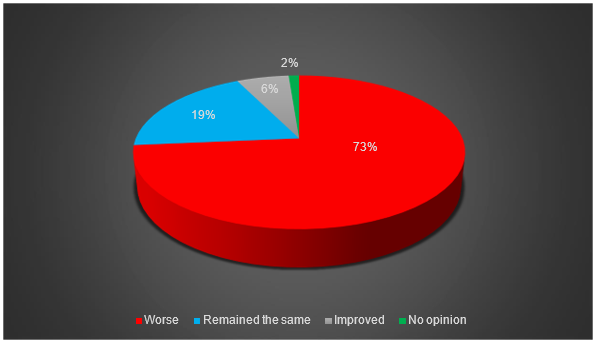 2%
6%
19%
73%
Worse Remained the same Improved No opinion